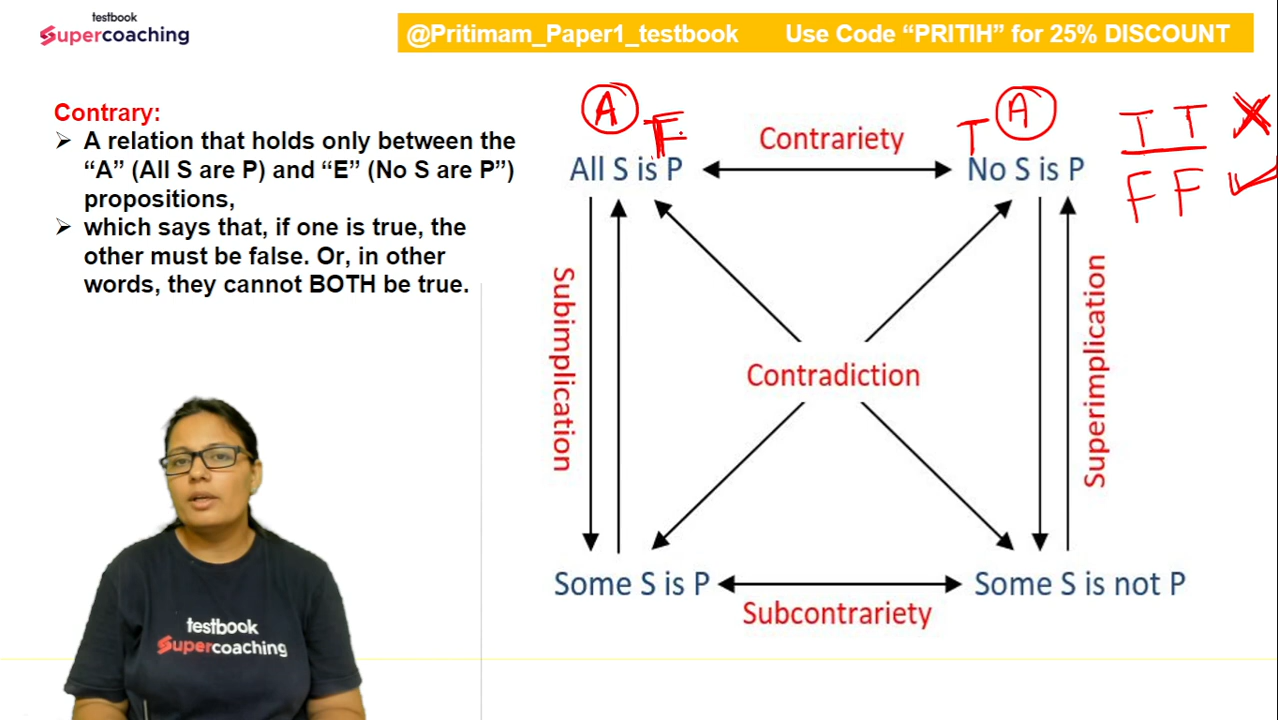 testbook
Supercoaching
@Pritimam_Paper1_testbook Use Code “PRITIH” for 25% DISCOUNT
Contrary:
➢ A relation that holds only between the
“A” (All S are P) and “E” (No S are P”)
propositions,
➢ which says that, if one is true, the
other must be false. Or, in other
words, they cannot BOTH be true.
A
F
T
A
T T
F F
Contrariety
All S is P
No S is P
Subimplication
Superimplication
Contradiction
Some S is P
Some S is not P
Subcontrariety
testbook
Supercoaching